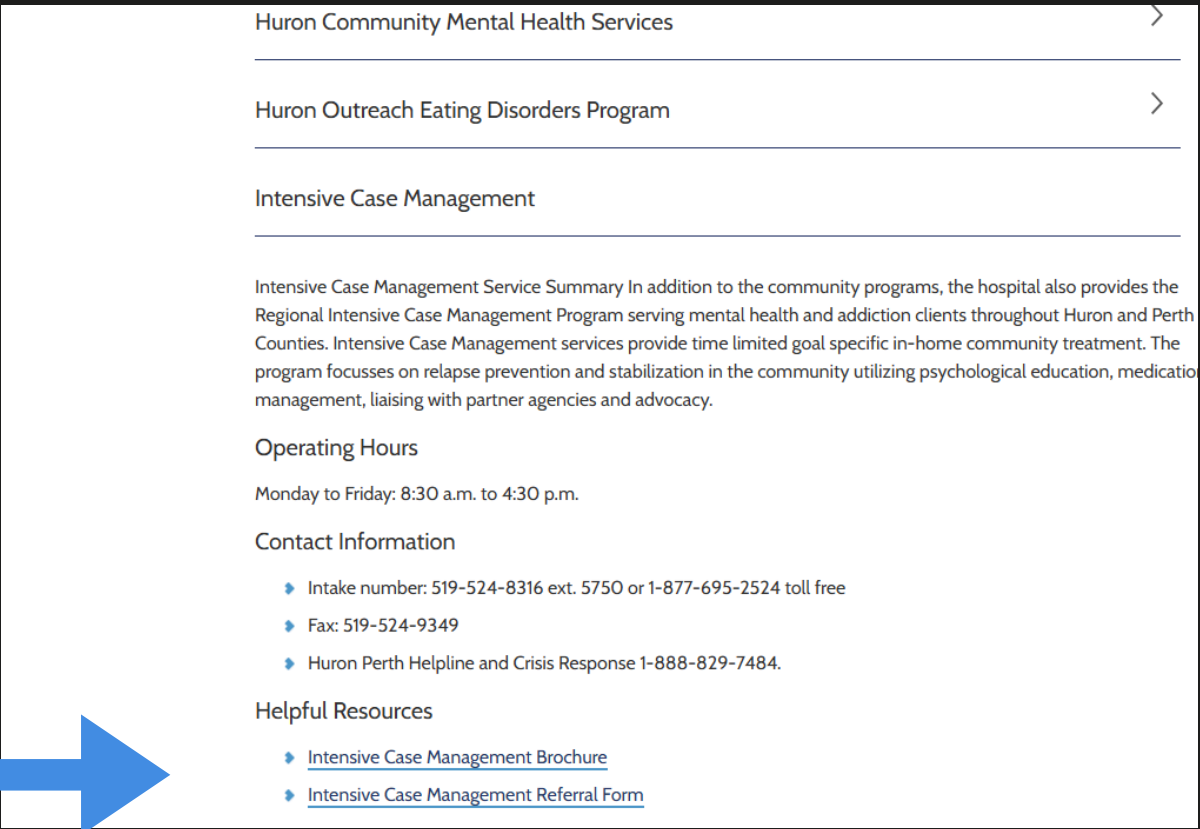 Huron Community Mental Health Services
Huron Outreach Eating Disorders Program
Intensive Case Management
Intensive Case Management Service Summary In addition to the community programs, the hospital also provides the
Regional Intensive Case Management Program serving mental health and addiction clients throughout Huron and Perth
Counties. Intensive Case Management services provide time limited goal specific in-home community treatment. The
program focusses on relapse prevention and stabilization in the community utilizing psychological education, medication
management, liaising with partner agencies and advocacy.
Operating Hours
Monday to Friday: 8:30 a.m. to 4:30 p.m.
Contact Information
Intake number: 519-524-8316 ext. 5750 or 1-877-695-2524 toll free
Fax: 519-524-9349
Huron Perth Helpline and Crisis Response 1-888-829-7484.
Helpful Resources
Intensive Case Management Brochure
Intensive Case Management Referral Form